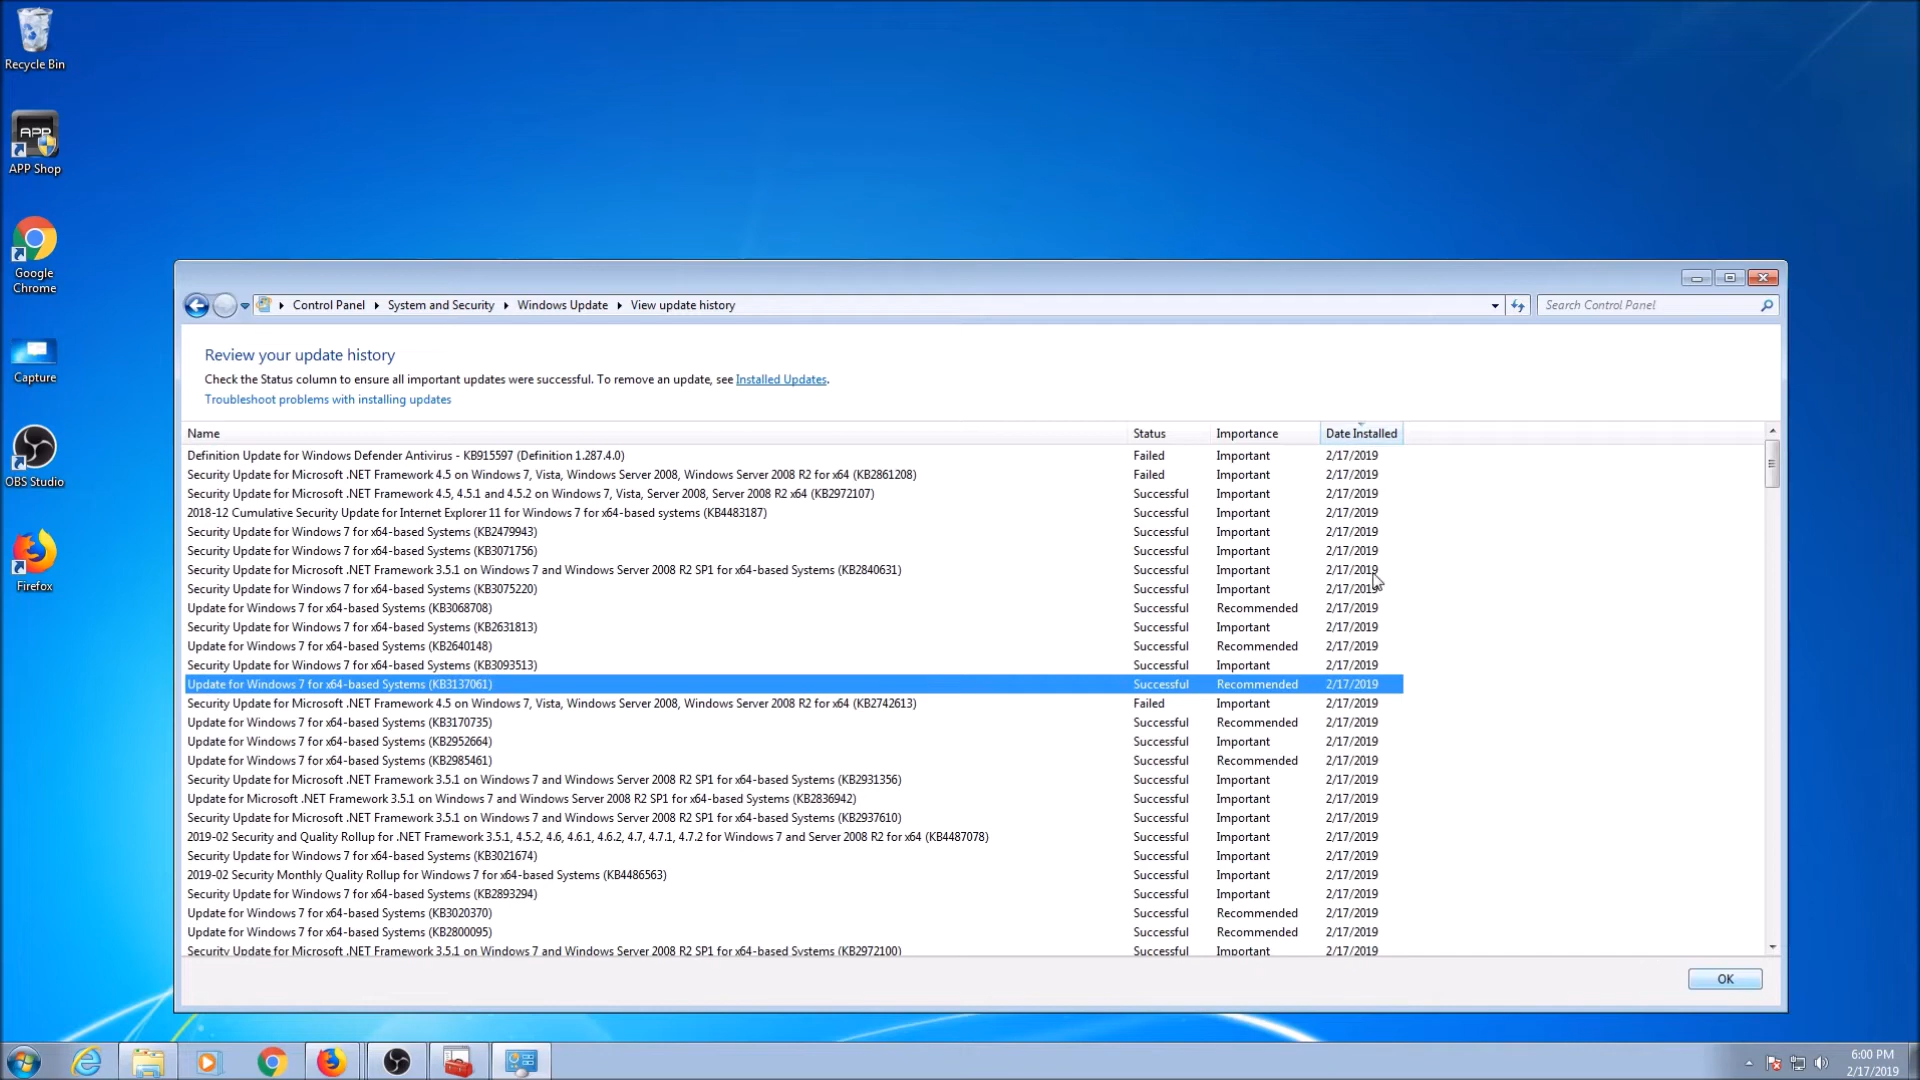 Recycle Bin
APP
APP Shop
Google
Chrome
Capture
OBS Studio
Firefox
Control Panel
System and Security
Windows Update
View update history
Search Control Panel
Review your update history
Check the Status column to ensure all important updates were successful. To remove an update, see Installed Updates.
Troubleshoot problems with installing updates
Name Status Importance Date Installed
Definition Update for Windows Defender Antivirus - KB915597 (Definition 1.287.4.0) Failed Important 2/17/2019
Security Update for Microsoft .NET Framework 4.5 on Windows 7, Vista, Windows Server 2008, Windows Server 2008 R2 for x64 (KB2861208) Failed Important 2/17/2019
Security Update for Microsoft .NET Framework 4.5, 4.5.1 and 4.5.2 on Windows 7, Vista, Server 2008, Server 2008 R2 x64 (KB2972107) Successful Important 2/17/2019
2018-12 Cumulative Security Update for Internet Explorer 11 for Windows 7 for x64-based systems (KB4483187) Successful Important 2/17/2019
Security Update for Windows 7 for x64-based Systems (KB2479943) Successful Important 2/17/2019
Security Update for Windows 7 for x64-based Systems (KB3071756) Successful Important 2/17/2019
Security Update for Microsoft .NET Framework 3.5.1 on Windows 7 and Windows Server 2008 R2 SP1 for x64-based Systems (KB2840631) Successful Important 2/17/2019
Security Update for Windows 7 for x64-based Systems (KB3075220) Successful Important 2/17/2019
Update for Windows 7 for x64-based Systems (KB3068708) Successful Recommended 2/17/2019
Security Update for Windows 7 for x64-based Systems (KB2631813) Successful Important 2/17/2019
Update for Windows 7 for x64-based Systems (KB2640148) Successful Recommended 2/17/2019
Security Update for Windows 7 for x64-based Systems (KB3093513) Successful Important 2/17/2019
Update for Windows 7 for x64-based Systems (KB3137061) Successful Recommended 2/17/2019
Security Update for Microsoft .NET Framework 4.5 on Windows 7, Vista, Windows Server 2008, Windows Server 2008 R2 for x64 (KB2742613) Failed Important 2/17/2019
Update for Windows 7 for x64-based Systems (KB3170735) Successful Recommended 2/17/2019
Update for Windows 7 for x64-based Systems (KB2952664) Successful Important 2/17/2019
Update for Windows 7 for x64-based Systems (KB2985461) Successful Recommended 2/17/2019
Security Update for Microsoft .NET Framework 3.5.1 on Windows 7 and Windows Server 2008 R2 SP1 for x64-based Systems (KB2931356) Successful Important 2/17/2019
Update for Microsoft .NET Framework 3.5.1 on Windows 7 and Windows Server 2008 R2 SP1 for x64-based Systems (KB2836942) Successful Important 2/17/2019
Security Update for Microsoft .NET Framework 3.5.1 on Windows 7 and Windows Server 2008 R2 SP1 for x64-based Systems (KB2937610) Successful Important 2/17/2019
2019-02 Security and Quality Rollup for .NET Framework 3.5.1, 4.5.2, 4.6, 4.6.1, 4.6.2, 4.7, 4.7.1, 4.7.2 for Windows 7 and Server 2008 R2 for x64 (KB4487078) Successful Important 2/17/2019
Security Update for Windows 7 for x64-based Systems (KB3021674) Successful Important 2/17/2019
2019-02 Security Monthly Quality Rollup for Windows 7 for x64-based Systems (KB4486563) Successful Important 2/17/2019
Security Update for Windows 7 for x64-based Systems (KB2893294) Successful Important 2/17/2019
Update for Windows 7 for x64-based Systems (KB3020370) Successful Recommended 2/17/2019
Update for Windows 7 for x64-based Systems (KB2800095) Successful Recommended 2/17/2019
Security Update for Microsoft .NET Framework 3.5.1 on Windows 7 and Windows Server 2008 R2 SP1 for x64-based Systems (KB2972100) Successful Important 2/17/2019
OK
6:00 PM
2/17/2019